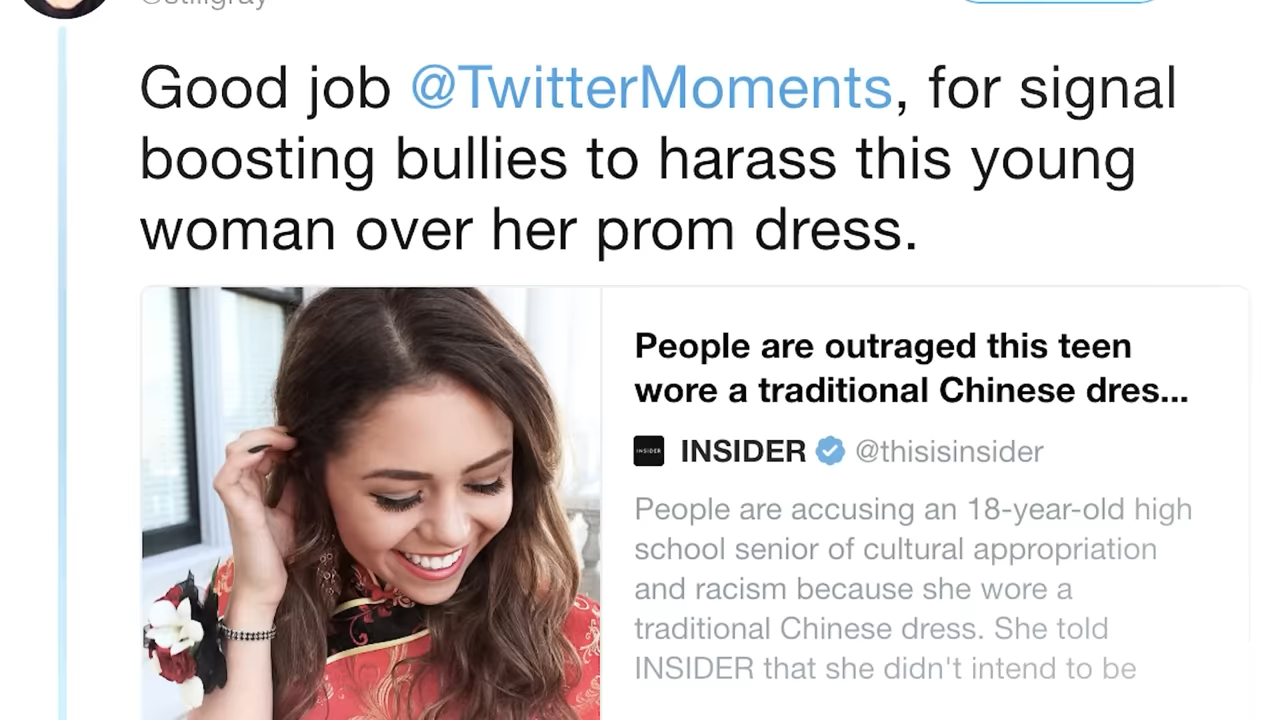 @stillgray
Good job @TwitterMoments, for signal
boosting bullies to harass this young
woman over her prom dress.
People are outraged this teen
wore a traditional Chinese dres...
INSIDER @thisisinsider
People are accusing an 18-year-old high
school senior of cultural appropriation
and racism because she wore a
traditional Chinese dress. She told
INSIDER that she didn't intend to be